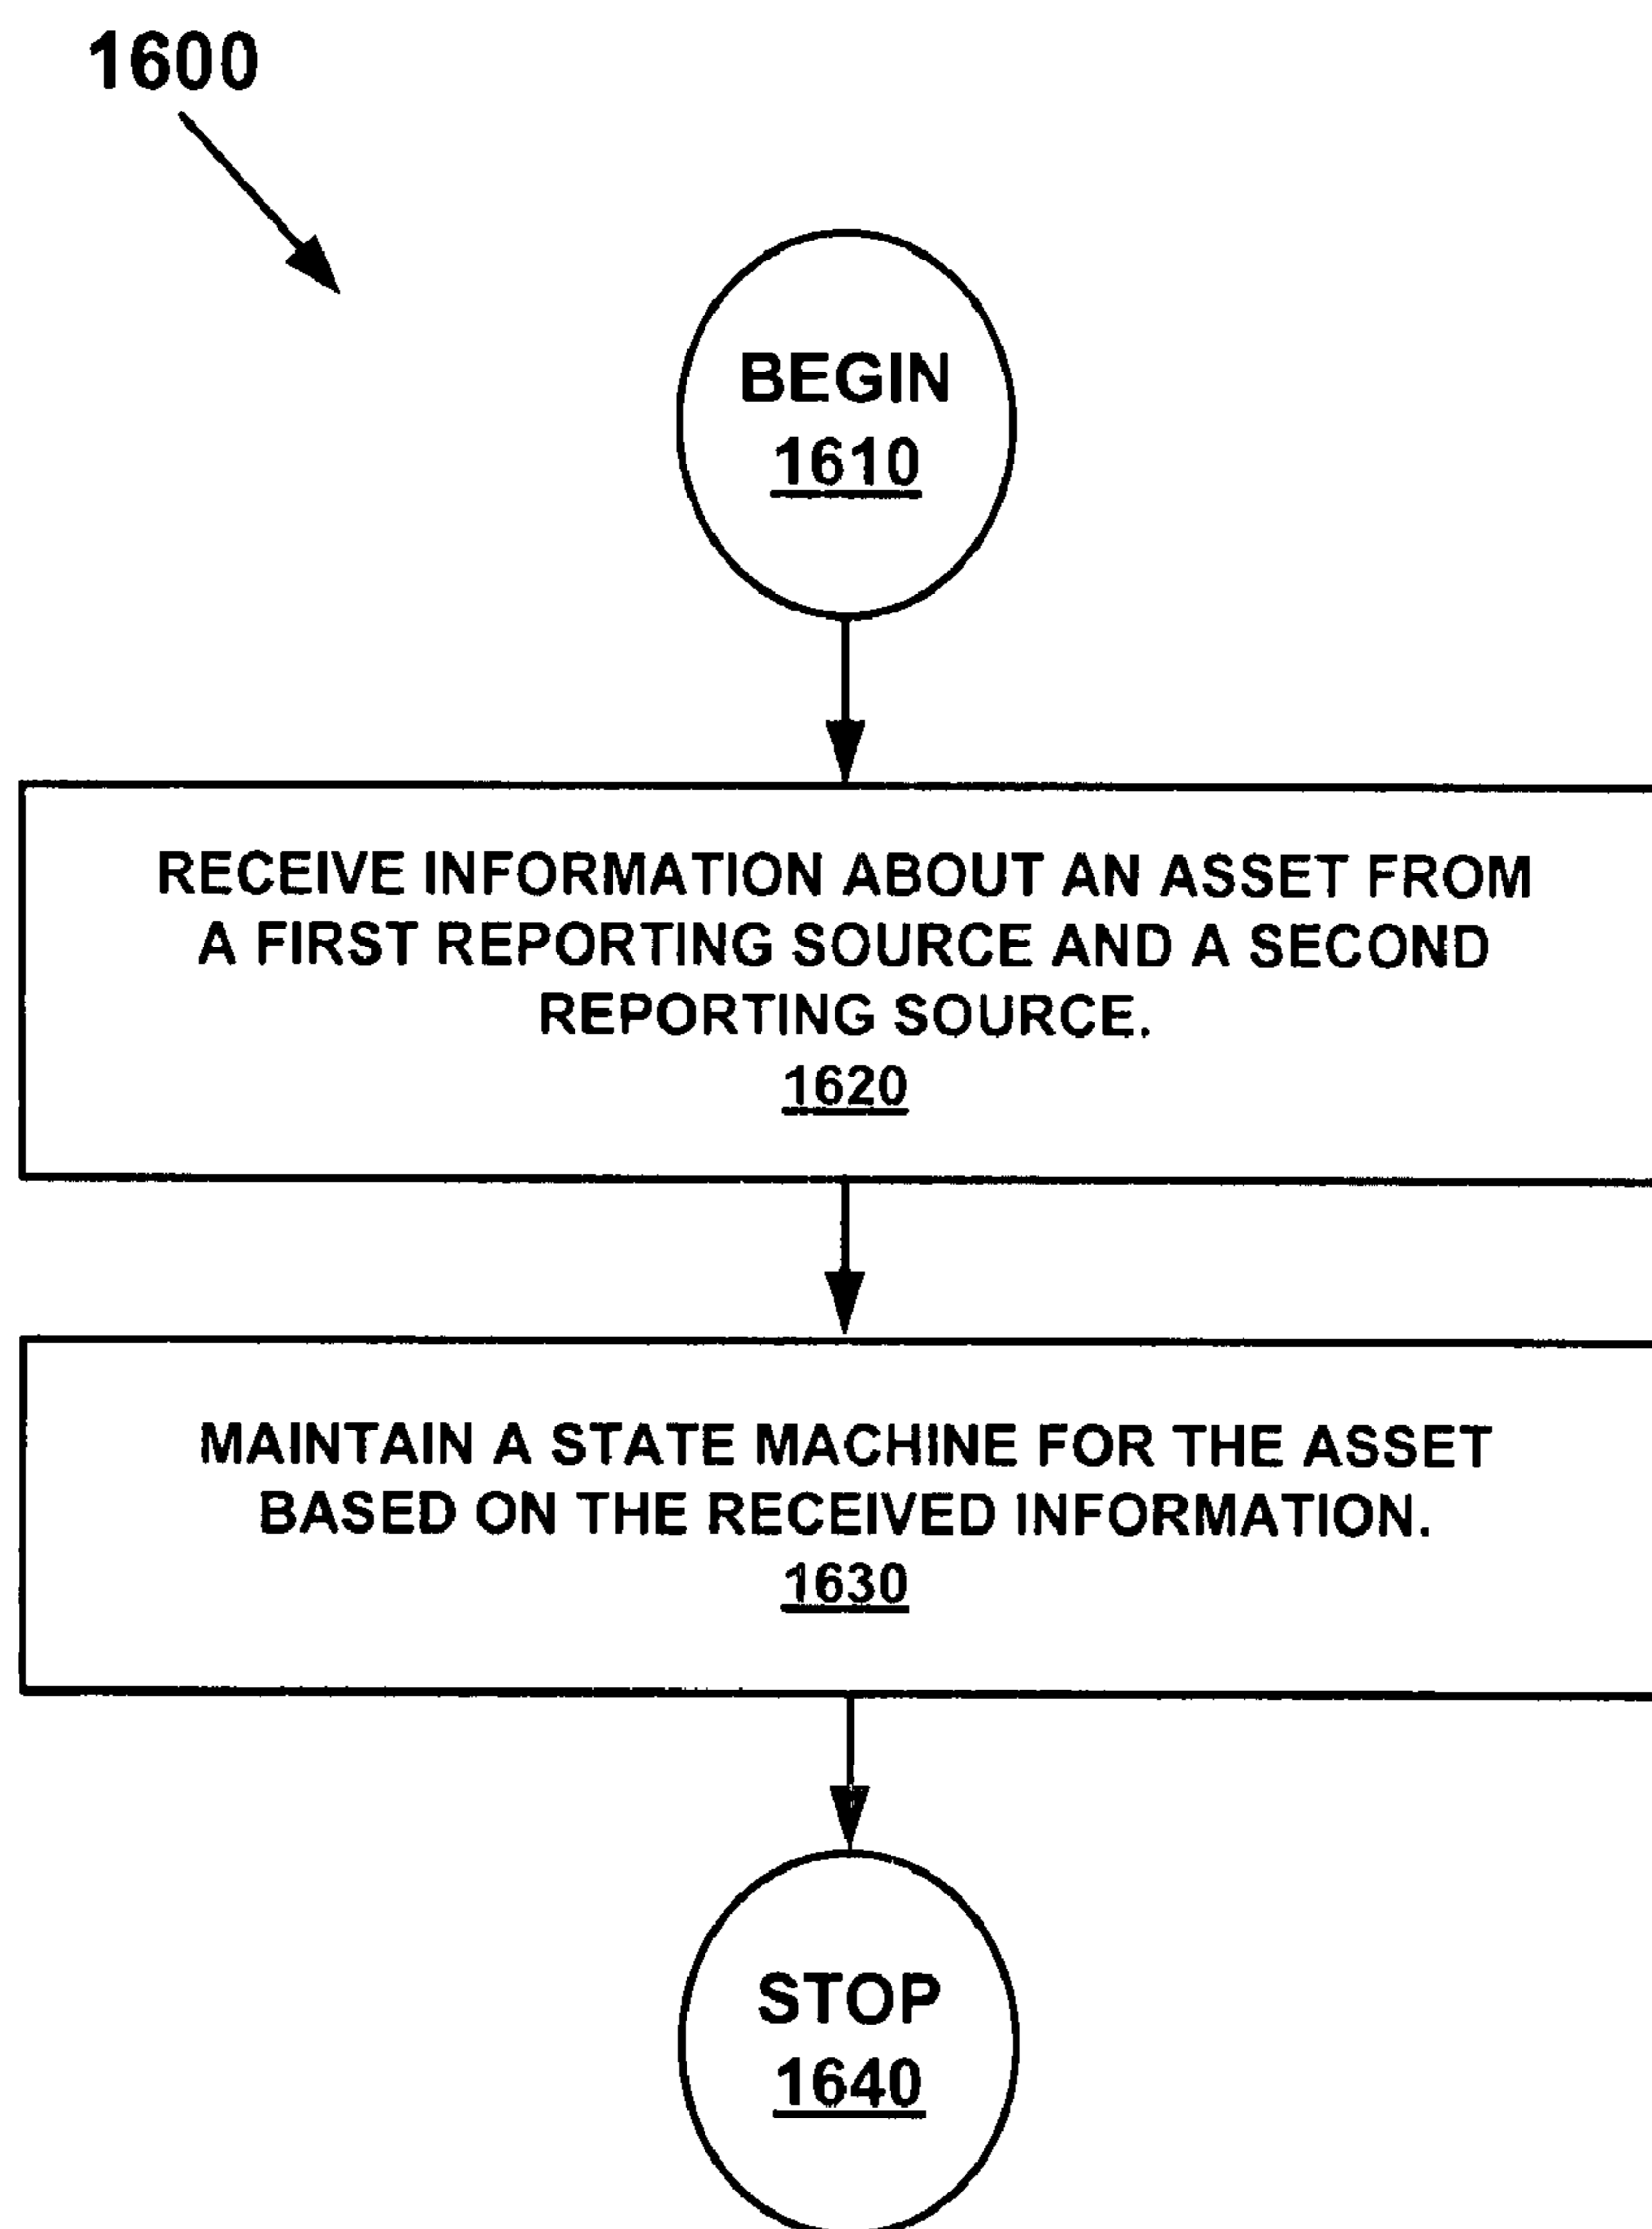 1600
BEGIN
1610
RECEIVE INFORMATION ABOUT AN ASSET FROM
A FIRST REPORTING SOURCE AND A SECOND
REPORTING SOURCE.
1620
MAINTAIN A STATE MACHINE FOR THE ASSET
BASED ON THE RECEIVED INFORMATION.
1630
STOP
1640